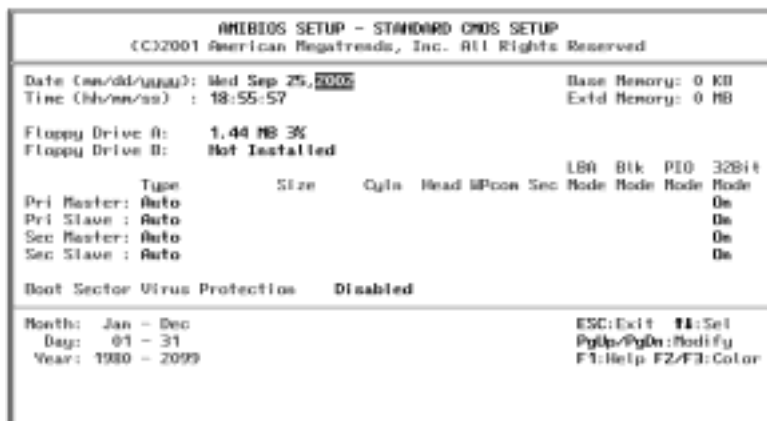 AMIBIOS SETUP - STANDARD CMOS SETUP
(C)2001 American Megatrends, Inc. All Rights Reserved
Date (mm/dd/yyyy): Wed Sep 25,2002 Base Memory: 0 KB
Time (hh/mm/ss) : 18:55:57 Extd Memory: 0 MB
Floppy Drive A: 1.44 MB 3½
Floppy Drive B: Not Installed
LBA Blk PIO 32Bit
Type Size Cyln Head WPcom Sec Mode Mode Mode Mode
Pri Master: Auto On
Pri Slave : Auto On
Sec Master: Auto On
Sec Slave : Auto On
Boot Sector Virus Protection Disabled
Month: Jan - Dec ESC:Exit ↑↓:Sel
Day: 01 - 31 PgUp/PgDn:Modify
Year: 1980 - 2099 F1:Help F2/F3:Color